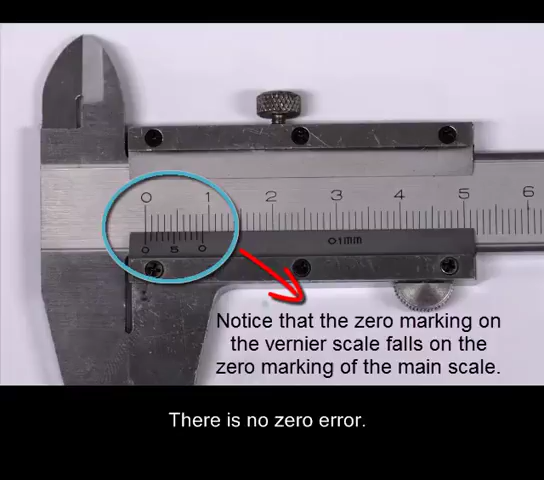 0 1 2 3 4 5 6
0 5 0
0.1mm
Notice that the zero marking on
the vernier scale falls on the
zero marking of the main scale.
There is no zero error.